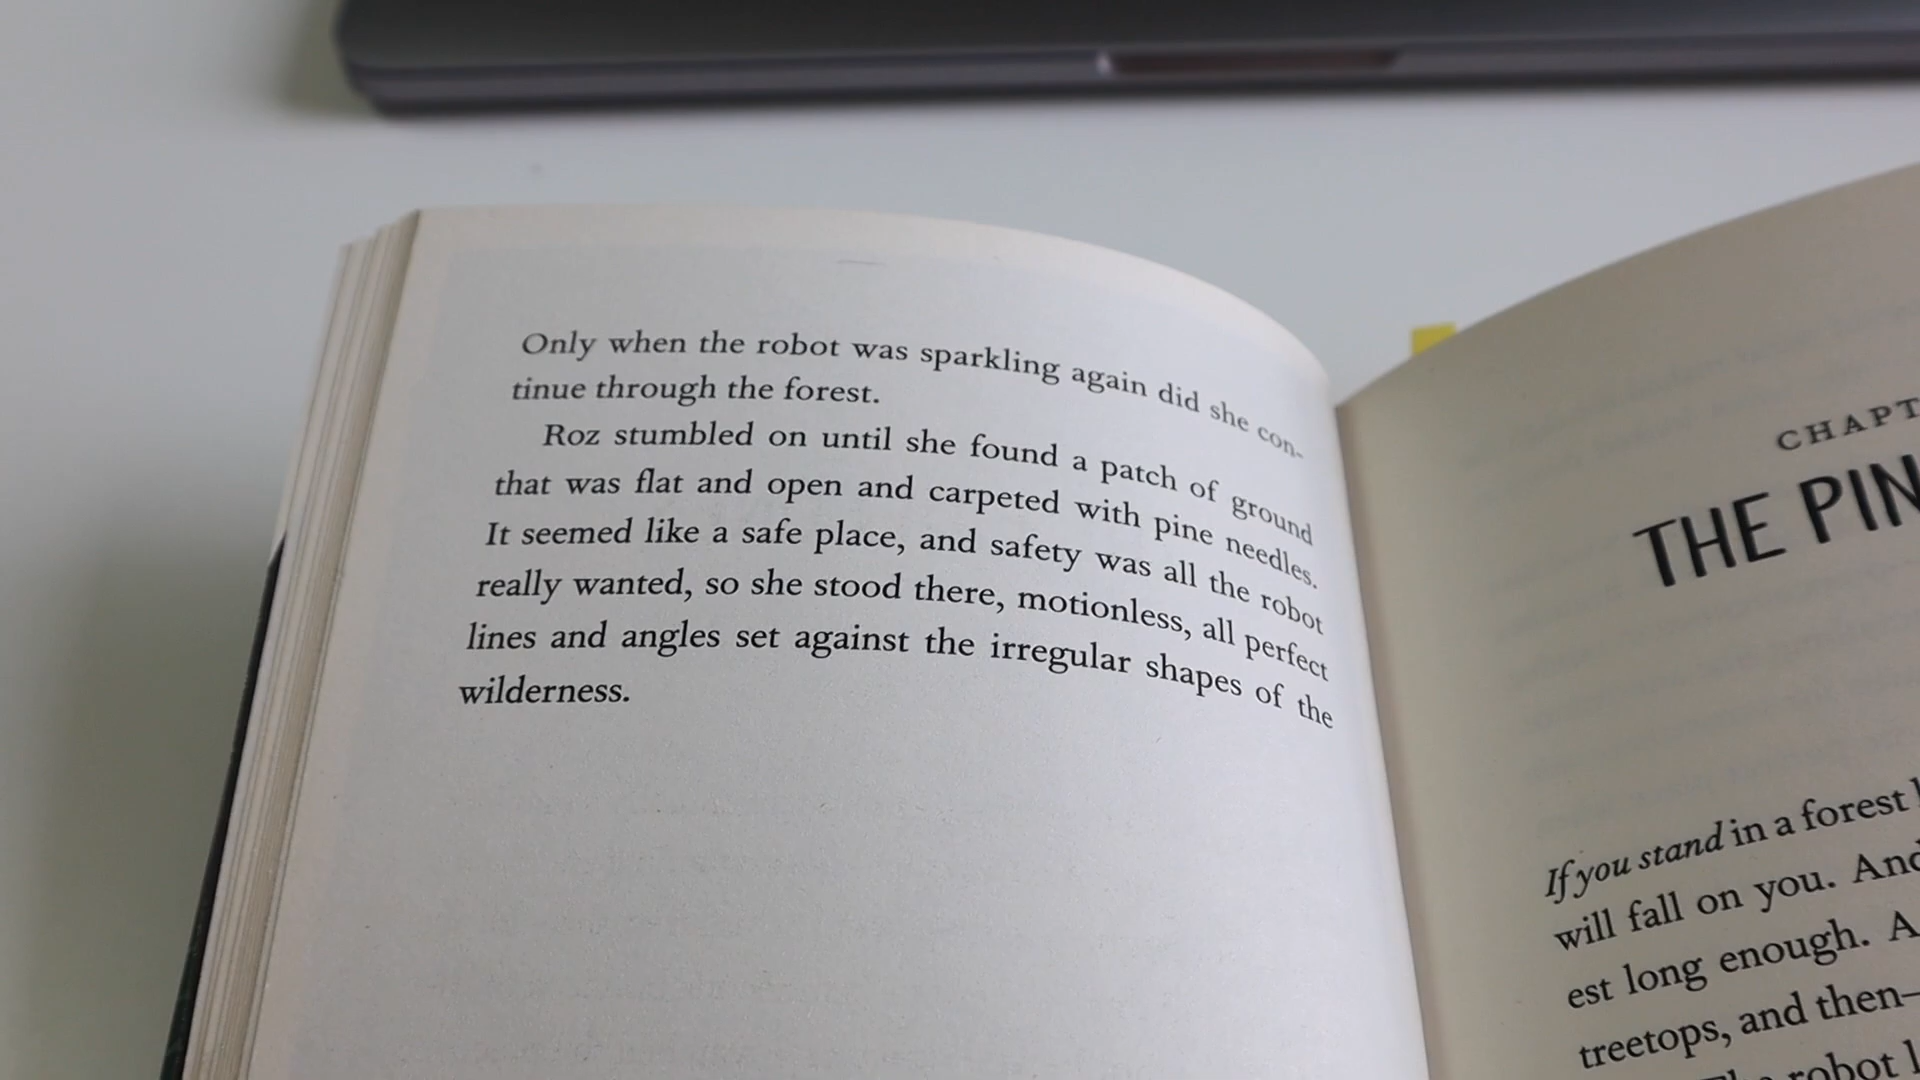 Only when the robot was sparkling again did she con-
tinue through the forest.
Roz stumbled on until she found a patch of ground
that was flat and open and carpeted with pine needles.
It seemed like a safe place, and safety was all the robot
really wanted, so she stood there, motionless, all perfect
lines and angles set against the irregular shapes of the
wilderness.
CHAPT
THE PIN
If you stand in a forest
will fall on you. And
est long enough. A
treetops, and then—
The robot l